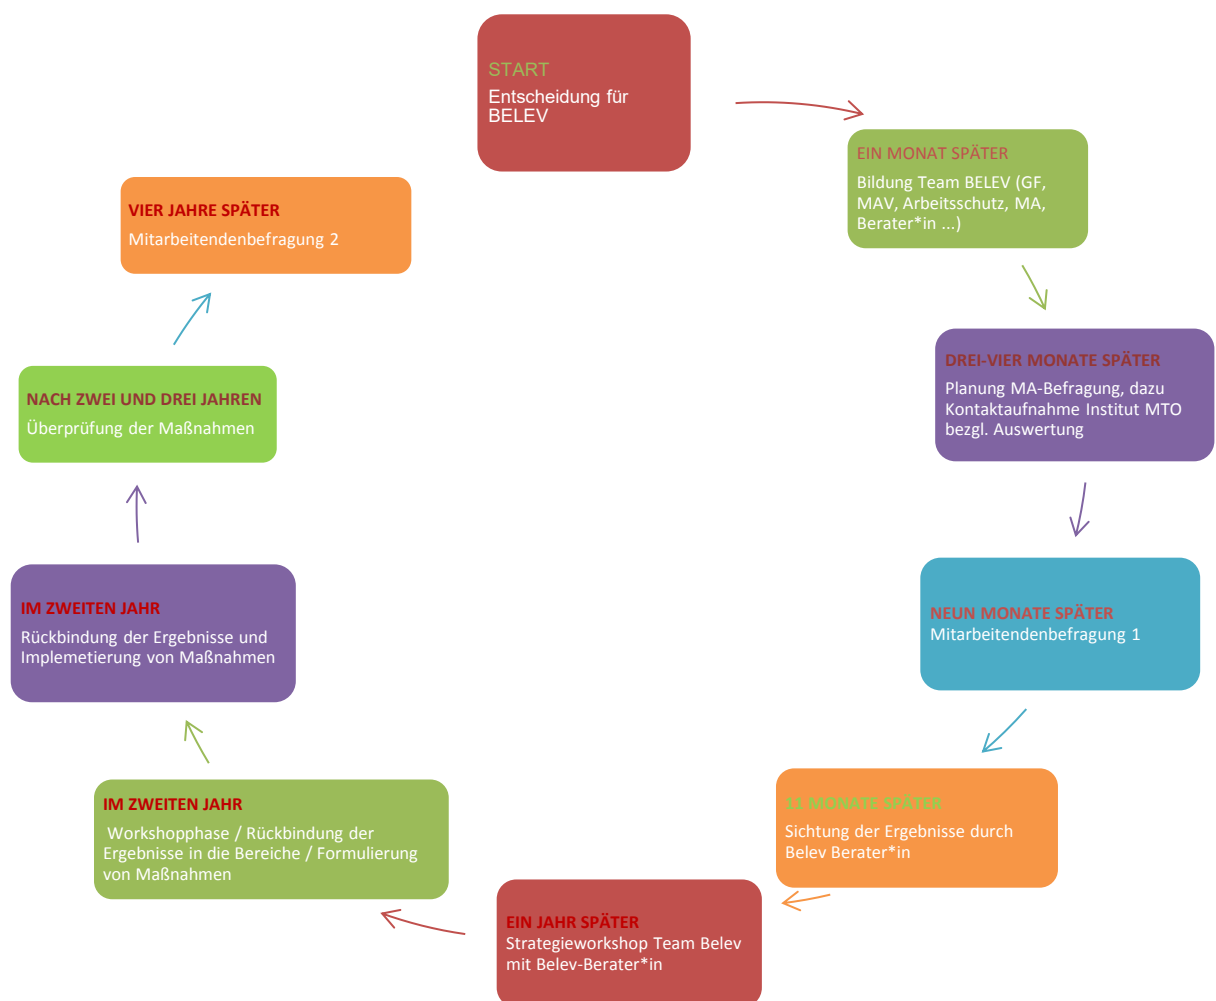 START
Entscheidung für
BELEV
EIN MONAT SPÄTER
Bildung Team BELEV (GF,
MAV, Arbeitsschutz, MA,
Berater*in ...)
DREI-VIER MONATE SPÄTER
Planung MA-Befragung, dazu
Kontaktaufnahme Institut MTO
bezgl. Auswertung
NEUN MONATE SPÄTER
Mitarbeitendenbefragung 1
11 MONATE SPÄTER
Sichtung der Ergebnisse durch
Belev Berater*in
EIN JAHR SPÄTER
Strategieworkshop Team Belev
mit Belev-Berater*in
IM ZWEITEN JAHR
Workshopphase / Rückbindung der
Ergebnisse in die Bereiche / Formulierung
von Maßnahmen
IM ZWEITEN JAHR
Rückbindung der Ergebnisse und
Implemetierung von Maßnahmen
NACH ZWEI UND DREI JAHREN
Überprüfung der Maßnahmen
VIER JAHRE SPÄTER
Mitarbeitendenbefragung 2